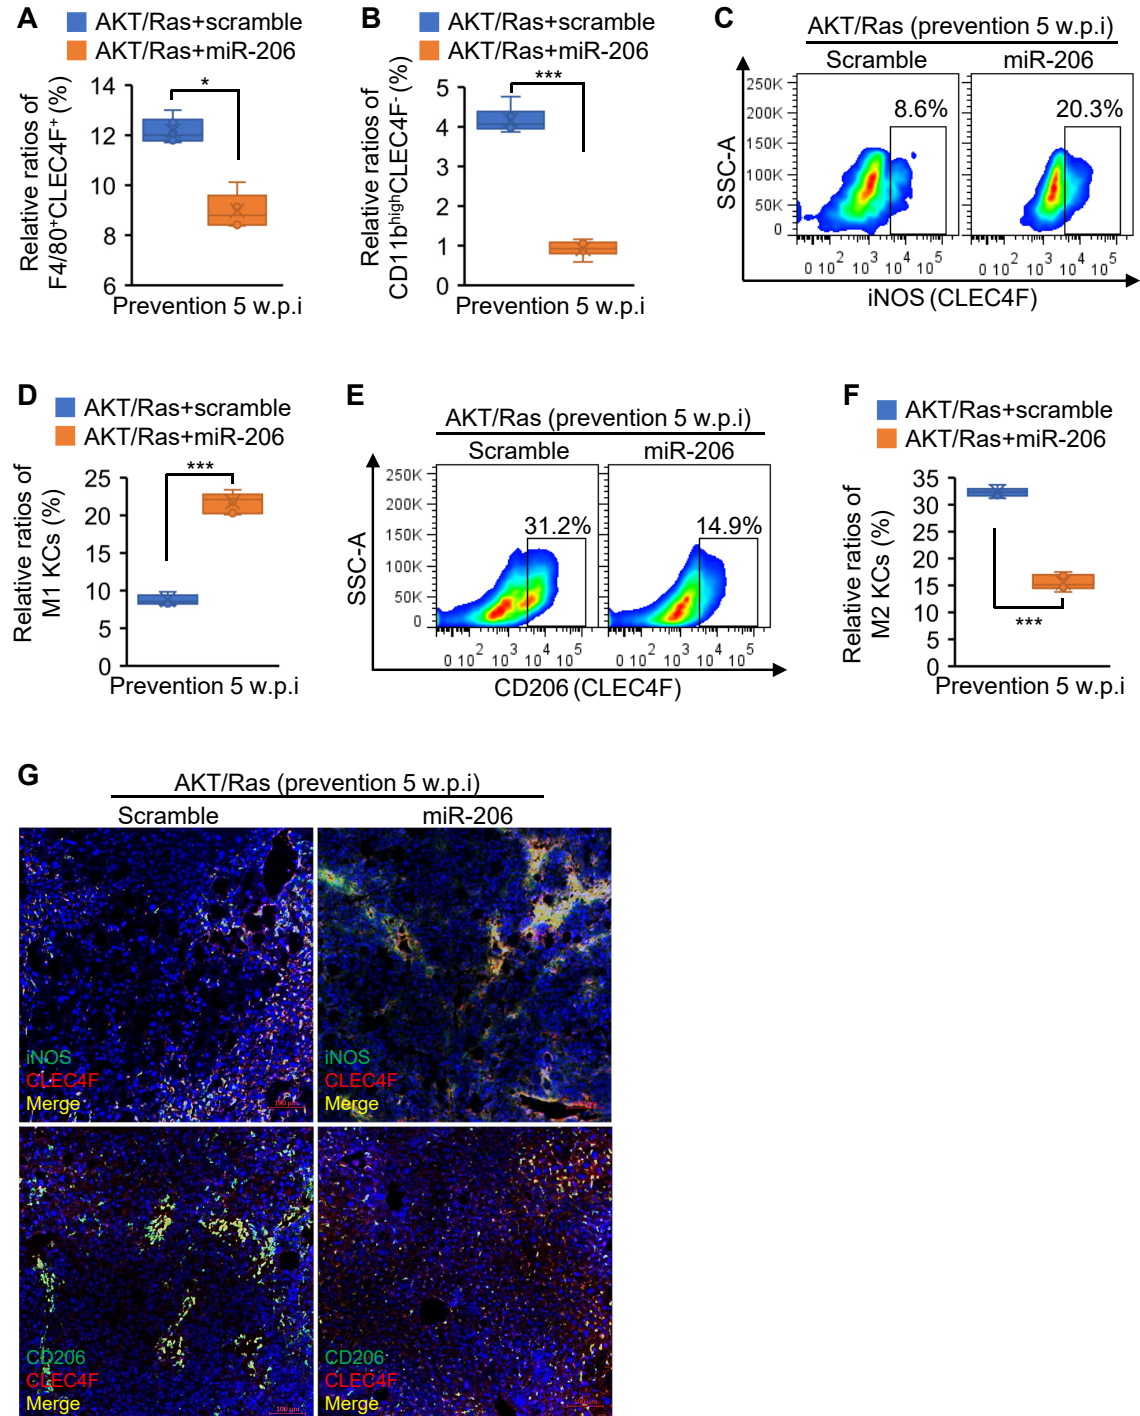 A
AKT/Ras+scramble
AKT/Ras+miR-206
Relative ratios of
F4/80⁺CLEC4F⁺ (%)
14
12
10
8
6
*
Prevention 5 w.p.i
B
AKT/Ras+scramble
AKT/Ras+miR-206
Relative ratios of
CD11bʰⁱᵍʰCLEC4F⁻ (%)
5
4
3
2
1
0
***
Prevention 5 w.p.i
C
AKT/Ras (prevention 5 w.p.i)
Scramble
miR-206
SSC-A
250K
200K
150K
100K
50K
0
8.6%
20.3%
0 10² 10³ 10⁴ 10⁵
0 10² 10³ 10⁴ 10⁵
iNOS (CLEC4F)
D
AKT/Ras+scramble
AKT/Ras+miR-206
Relative ratios of
M1 KCs (%)
25
20
15
10
5
0
***
Prevention 5 w.p.i
E
AKT/Ras (prevention 5 w.p.i)
Scramble
miR-206
SSC-A
250K
200K
150K
100K
50K
0
31.2%
14.9%
0 10² 10³ 10⁴ 10⁵
0 10² 10³ 10⁴ 10⁵
CD206 (CLEC4F)
F
AKT/Ras+scramble
AKT/Ras+miR-206
Relative ratios of
M2 KCs (%)
35
30
25
20
15
10
5
0
***
Prevention 5 w.p.i
G
AKT/Ras (prevention 5 w.p.i)
Scramble
miR-206
iNOS
CLEC4F
Merge
100 µm
iNOS
CLEC4F
Merge
CD206
CLEC4F
Merge
100 µm
CD206
CLEC4F
Merge
100 µm